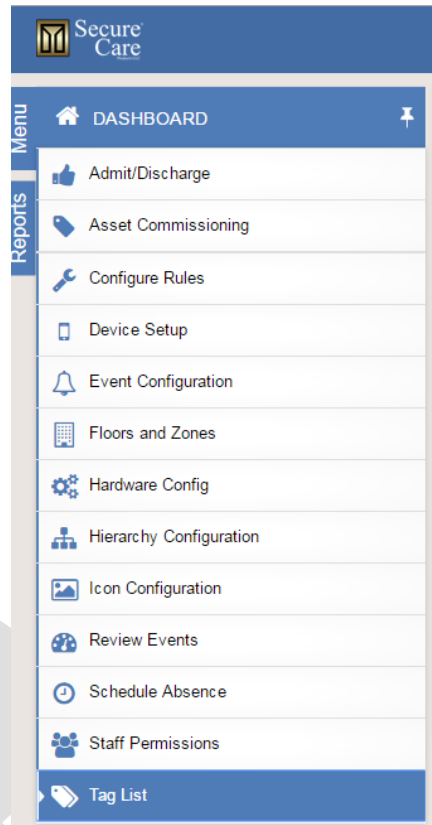 Secure
Care
Menu
Reports
DASHBOARD
Admit/Discharge
Asset Commissioning
Configure Rules
Device Setup
Event Configuration
Floors and Zones
Hardware Config
Hierarchy Configuration
Icon Configuration
Review Events
Schedule Absence
Staff Permissions
Tag List